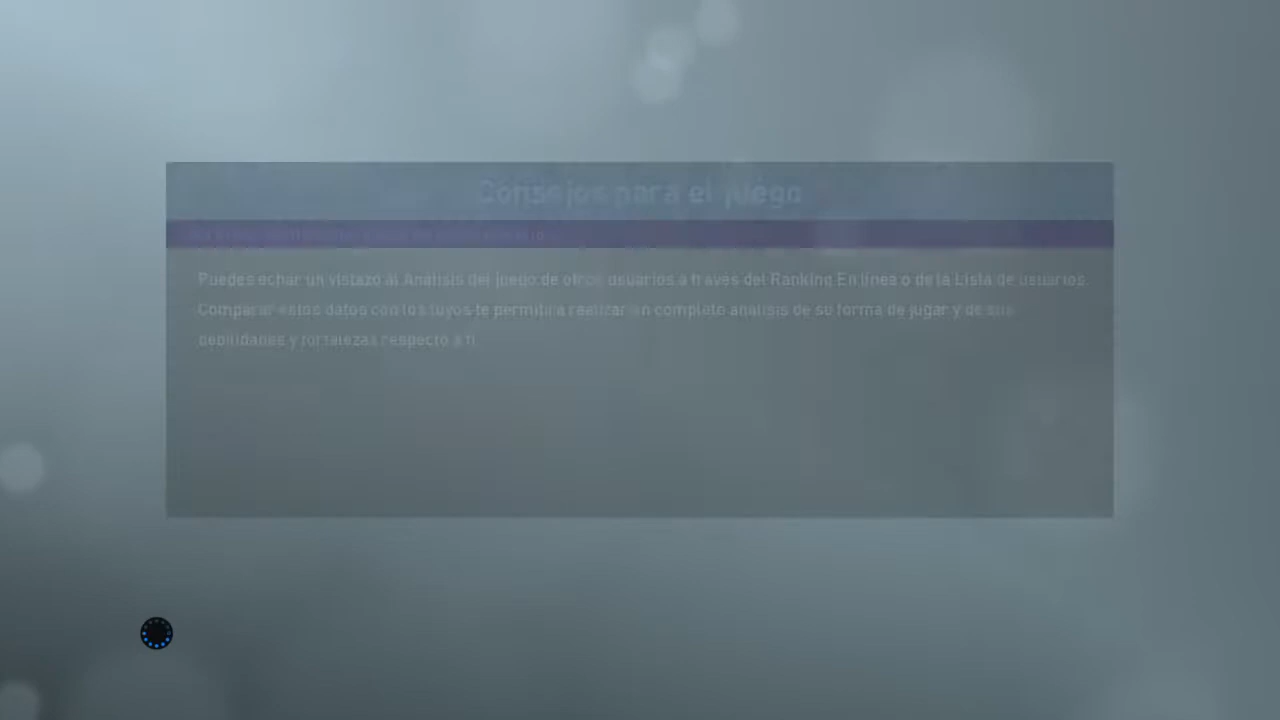 Consejos para el juego
Puedes echar un vistazo al Análisis del juego de otros usuarios a través del Ranking En línea o de la Lista de usuarios.
Comparar estos datos con los tuyos te permitirá realizar un completo análisis de su forma de jugar y de sus
debilidades y fortalezas respecto a ti.